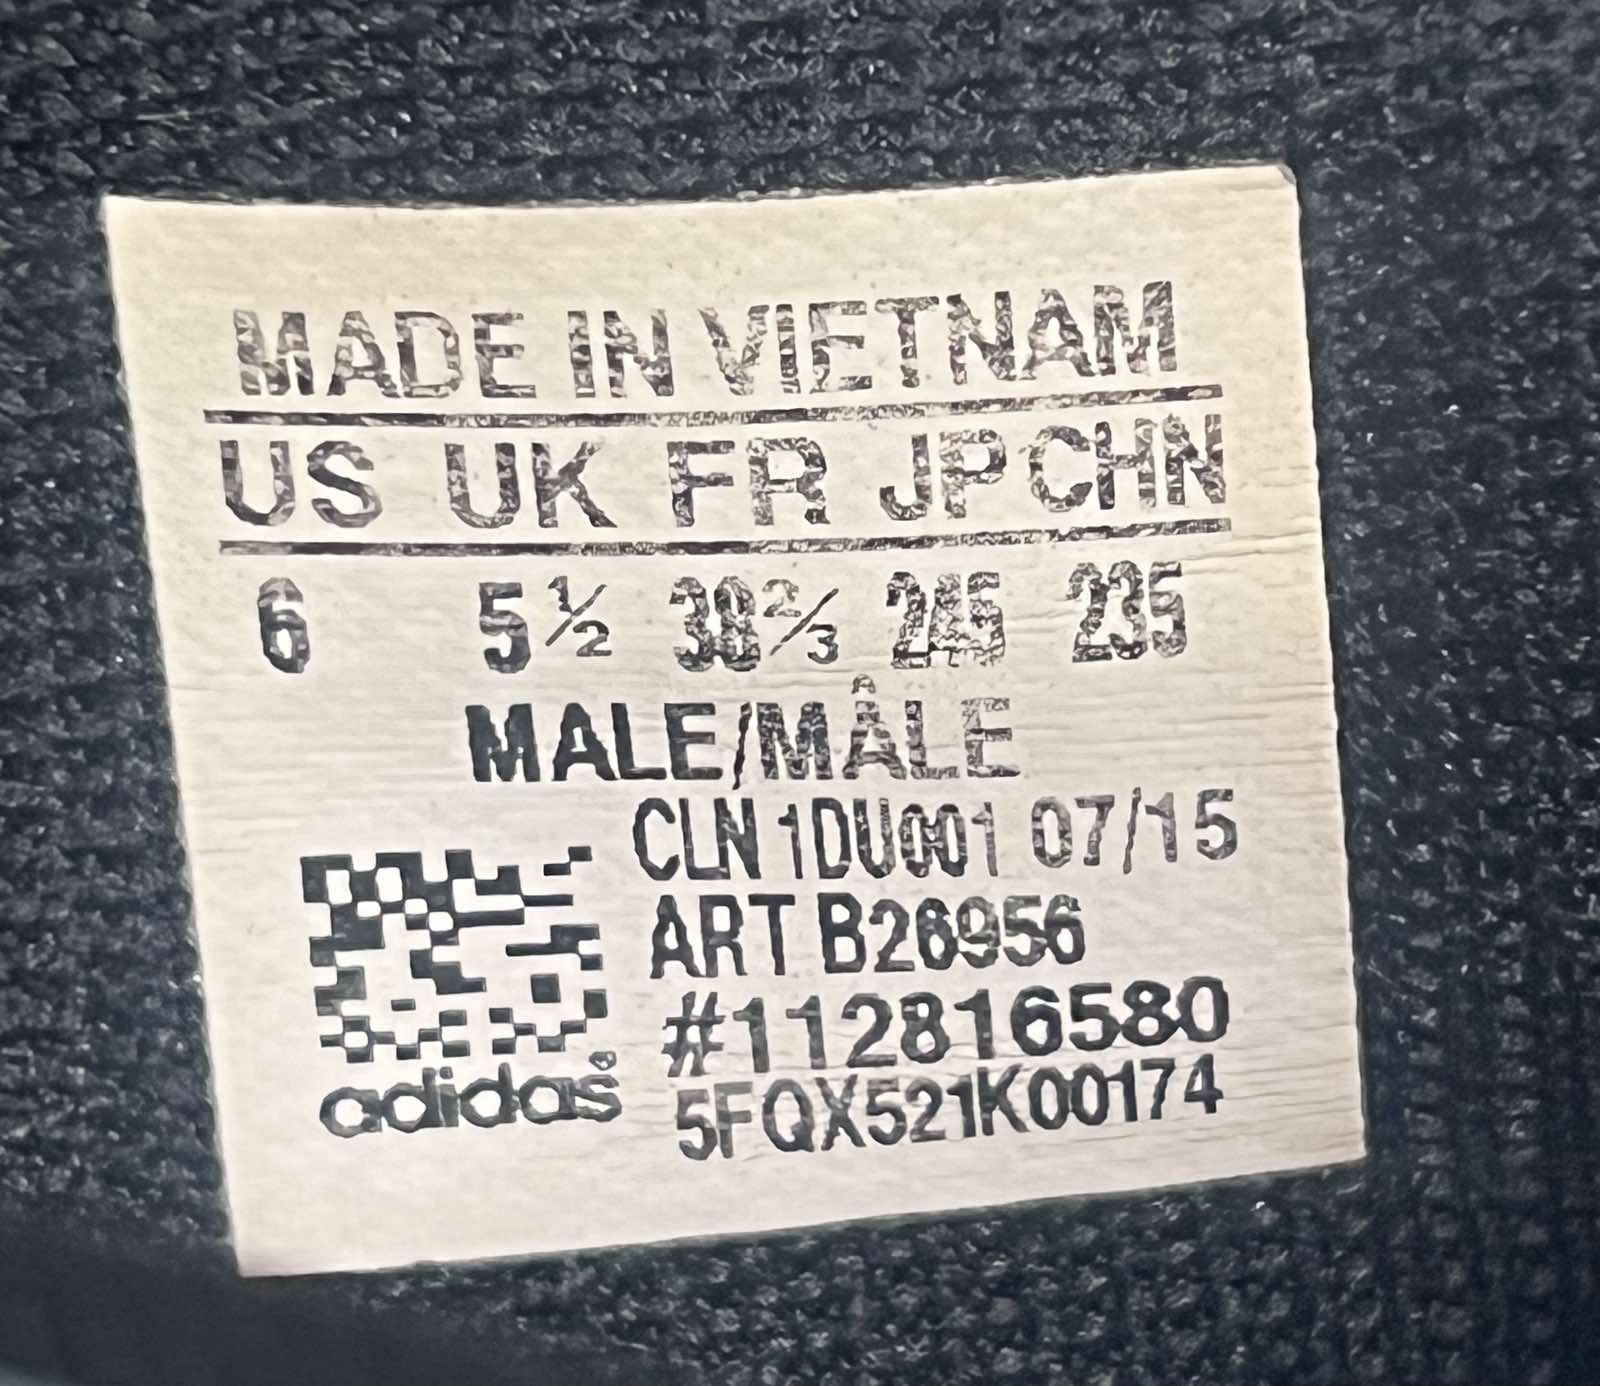 MADE IN VIETNAM
US UK FR JP CHN
6 5½ 38⅔ 245 235
MALE/MÂLE
CLN 1DU001 07/15
ART B26956
#112816580
5FQX521K00174
adidas®